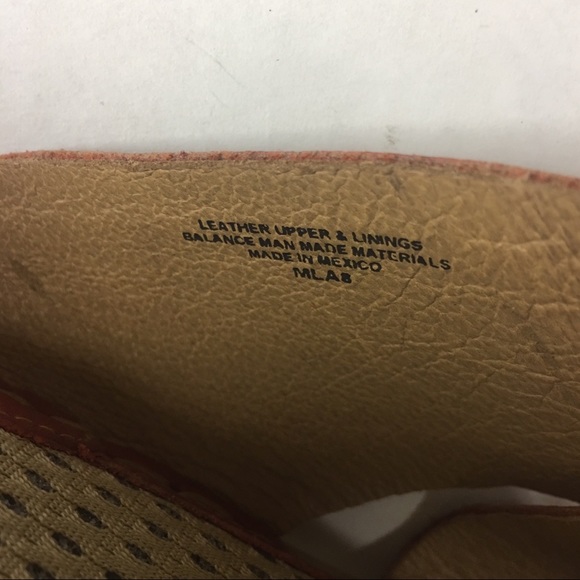 LEATHER UPPER & LININGS
BALANCE MAN MADE MATERIALS
MADE IN MEXICO
MLA8